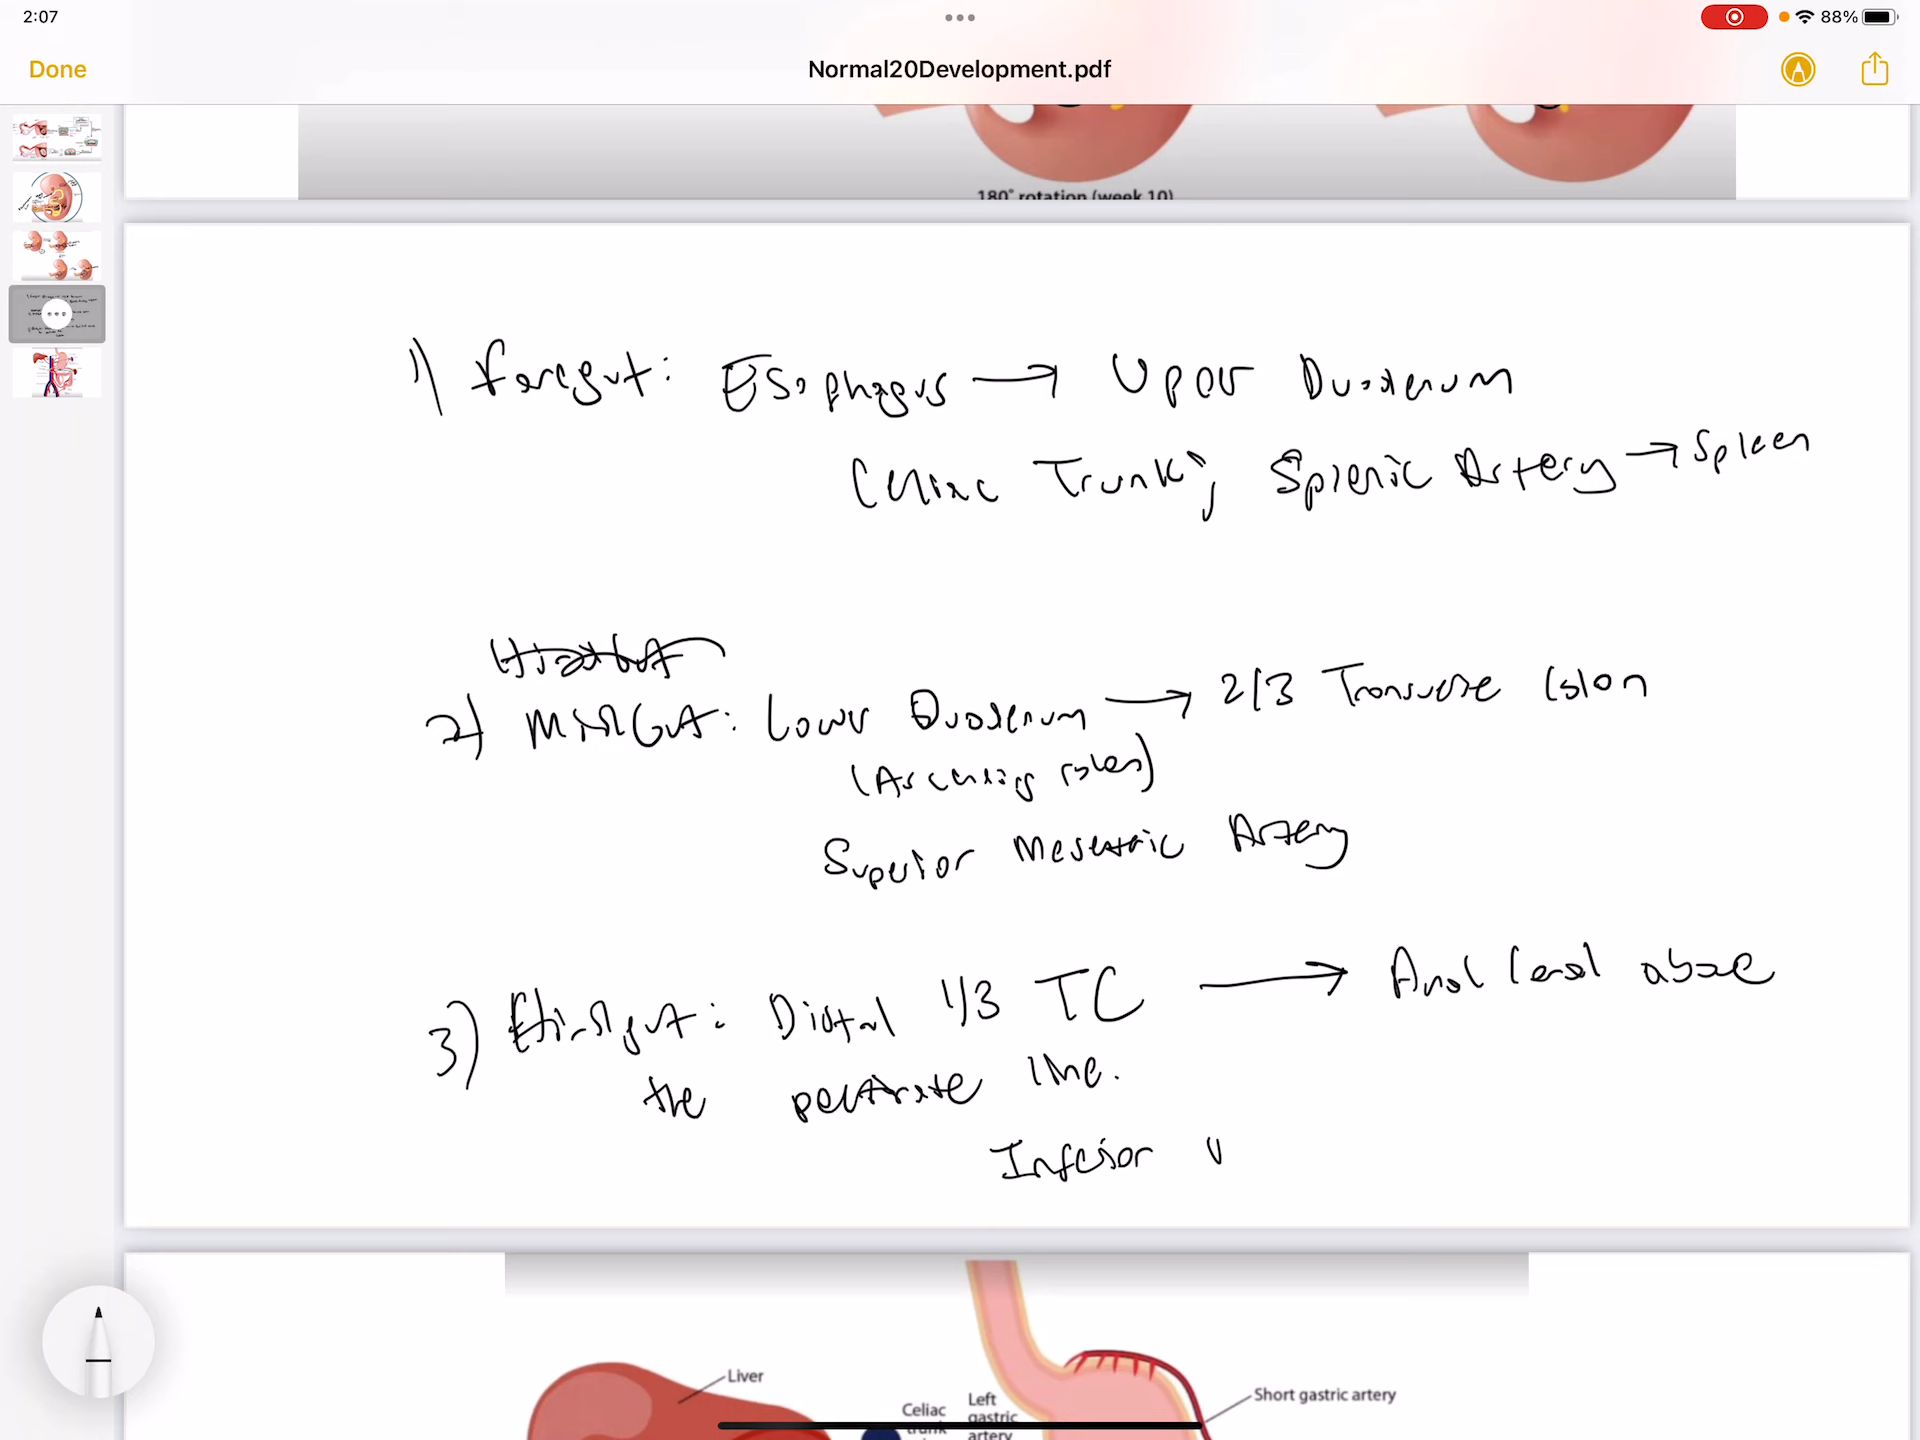 2:07
88%
Done
Normal20Development.pdf
180° rotation (week 10)
1) Foregut: Esophagus → Upper Duodenum
Celiac Trunk; Splenic Artery → Spleen
Hindgut
2) MidGut: Lower Duodenum → 2/3 Transverse Colon
(Ascending colon)
Superior Mesenteric Artery
3) Hindgut: Distal 1/3 TC → Anal Canal above
the pectinate line.
Inferior
Liver
Celiac trunk
Left gastric artery
Short gastric artery